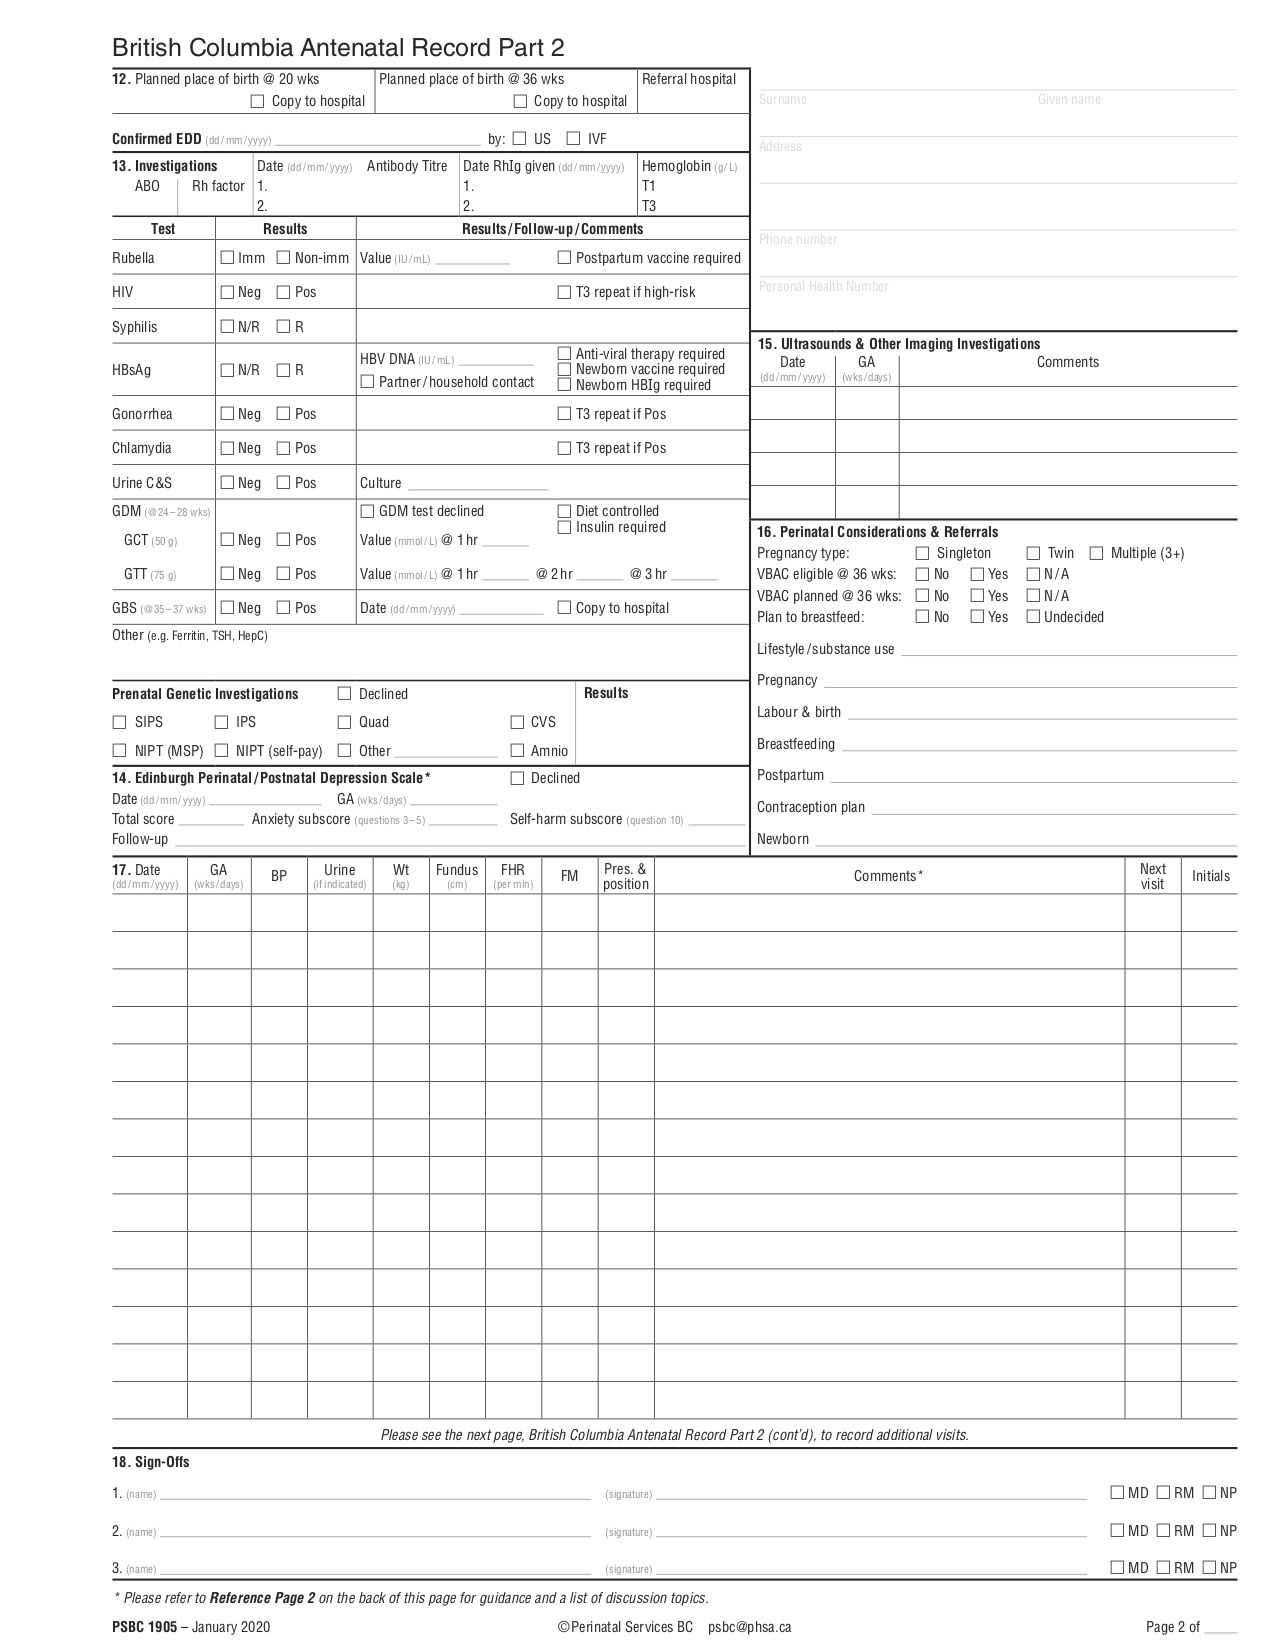 British Columbia Antenatal Record Part 2
12. Planned place of birth @ 20 wks
Copy to hospital
Planned place of birth @ 36 wks
Copy to hospital
Referral hospital
Confirmed EDD (dd/mm/yyyy) by: US IVF
Surname Given name
Address
Phone number
Personal Health Number
13. Investigations
ABO Rh factor
Date (dd/mm/yyyy) Antibody Titre
1.
2.
Date RhIg given (dd/mm/yyyy)
1.
2.
Hemoglobin (g/L)
T1
T3
Test Results Results/Follow-up/Comments
Rubella Imm Non-imm Value (IU/mL) Postpartum vaccine required
HIV Neg Pos T3 repeat if high-risk
Syphilis N/R R
HBsAg N/R R
HBV DNA (IU/mL)
Partner/household contact
Anti-viral therapy required
Newborn vaccine required
Newborn HBIg required
Gonorrhea Neg Pos T3 repeat if Pos
Chlamydia Neg Pos T3 repeat if Pos
Urine C&S Neg Pos Culture
GDM (@24–28 wks) GDM test declined Diet controlled
Insulin required
GCT (50 g) Neg Pos Value (mmol/L) @ 1 hr
GTT (75 g) Neg Pos Value (mmol/L) @ 1 hr @ 2 hr @ 3 hr
GBS (@35–37 wks) Neg Pos Date (dd/mm/yyyy) Copy to hospital
Other (e.g. Ferritin, TSH, HepC)
Prenatal Genetic Investigations Declined Results
SIPS IPS Quad CVS
NIPT (MSP) NIPT (self-pay) Other Amnio
14. Edinburgh Perinatal/Postnatal Depression Scale* Declined
Date (dd/mm/yyyy) GA (wks/days)
Total score Anxiety subscore (questions 3–5) Self-harm subscore (question 10)
Follow-up
15. Ultrasounds & Other Imaging Investigations
Date GA Comments
(dd/mm/yyyy) (wks/days)
16. Perinatal Considerations & Referrals
Pregnancy type: Singleton Twin Multiple (3+)
VBAC eligible @ 36 wks: No Yes N/A
VBAC planned @ 36 wks: No Yes N/A
Plan to breastfeed: No Yes Undecided
Lifestyle/substance use
Pregnancy
Labour & birth
Breastfeeding
Postpartum
Contraception plan
Newborn
17. Date GA BP Urine Wt Fundus FHR FM Pres. & Comments* Next Initials
(dd/mm/yyyy) (wks/days) (if indicated) (kg) (cm) (per min) position visit
Please see the next page, British Columbia Antenatal Record Part 2 (cont'd), to record additional visits.
18. Sign-Offs
1. (name) (signature) MD RM NP
2. (name) (signature) MD RM NP
3. (name) (signature) MD RM NP
* Please refer to Reference Page 2 on the back of this page for guidance and a list of discussion topics.
PSBC 1905 – January 2020 ©Perinatal Services BC psbc@phsa.ca Page 2 of